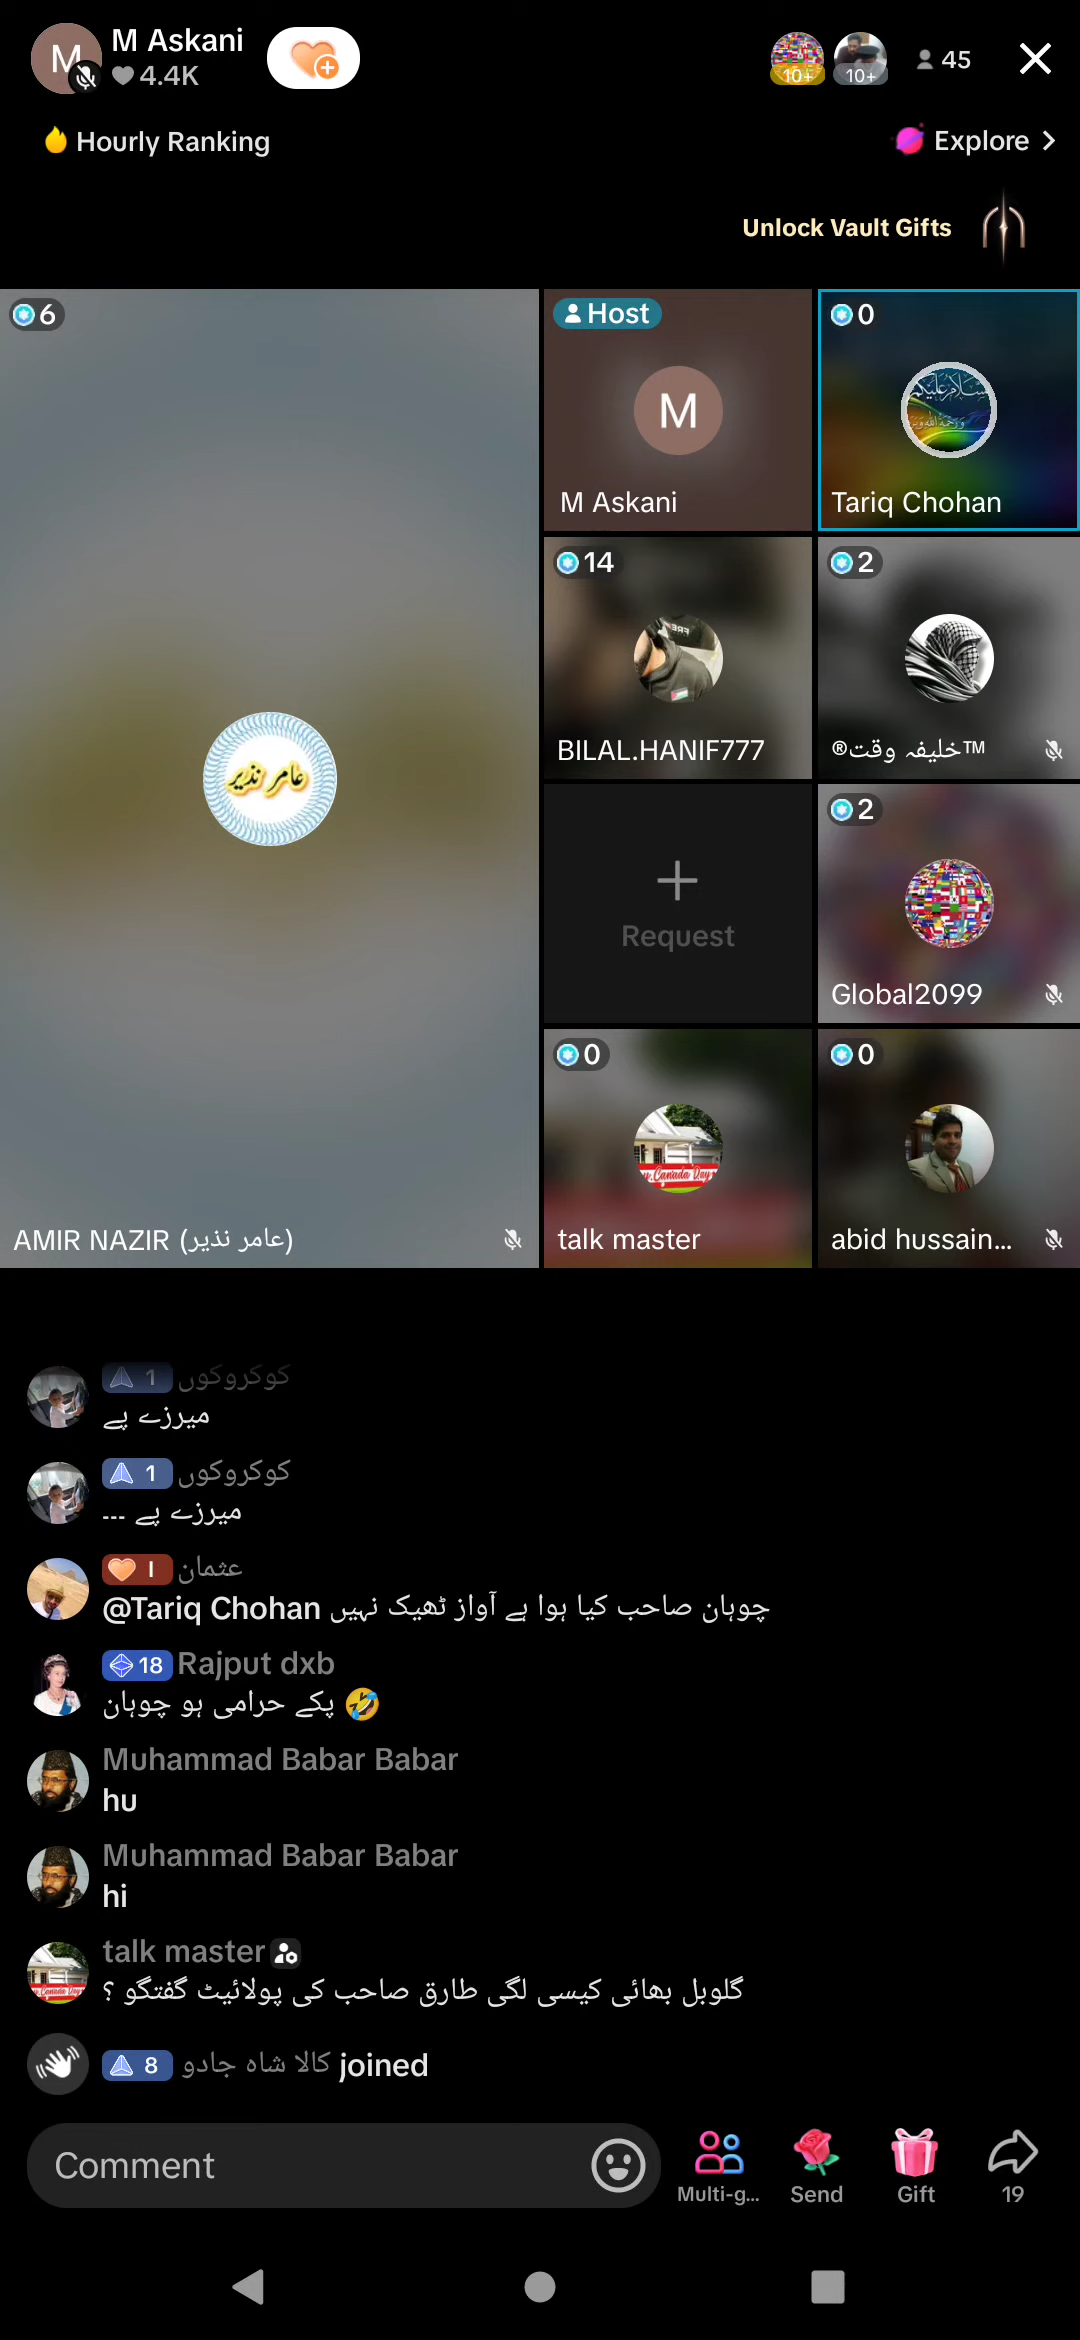 M Askani
4.4K
10+
10+
45
Hourly Ranking
Explore
Unlock Vault Gifts
6
Host
M
M Askani
0
Tariq Chohan
14
BILAL.HANIF777
2
®خلیفہ وقت™
عامر نذیر
Request
2
Global2099
AMIR NAZIR (عامر نذیر)
0
talk master
0
abid hussain...
1 کوکروکوں
میرزے پے
1 کوکروکوں
میرزے پے ---
I عثمان
@Tariq Chohan چوہان صاحب کیا ہوا ہے آواز ٹھیک نہیں
18 Rajput dxb
پکے حرامی ہو چوہان 🤣
Muhammad Babar Babar
hu
Muhammad Babar Babar
hi
talk master
گلوبل بھائی کیسی لگی طارق صاحب کی پولائیٹ گفتگو ؟
8 کالا شاہ جادو joined
Comment
Multi-g...
Send
Gift
19